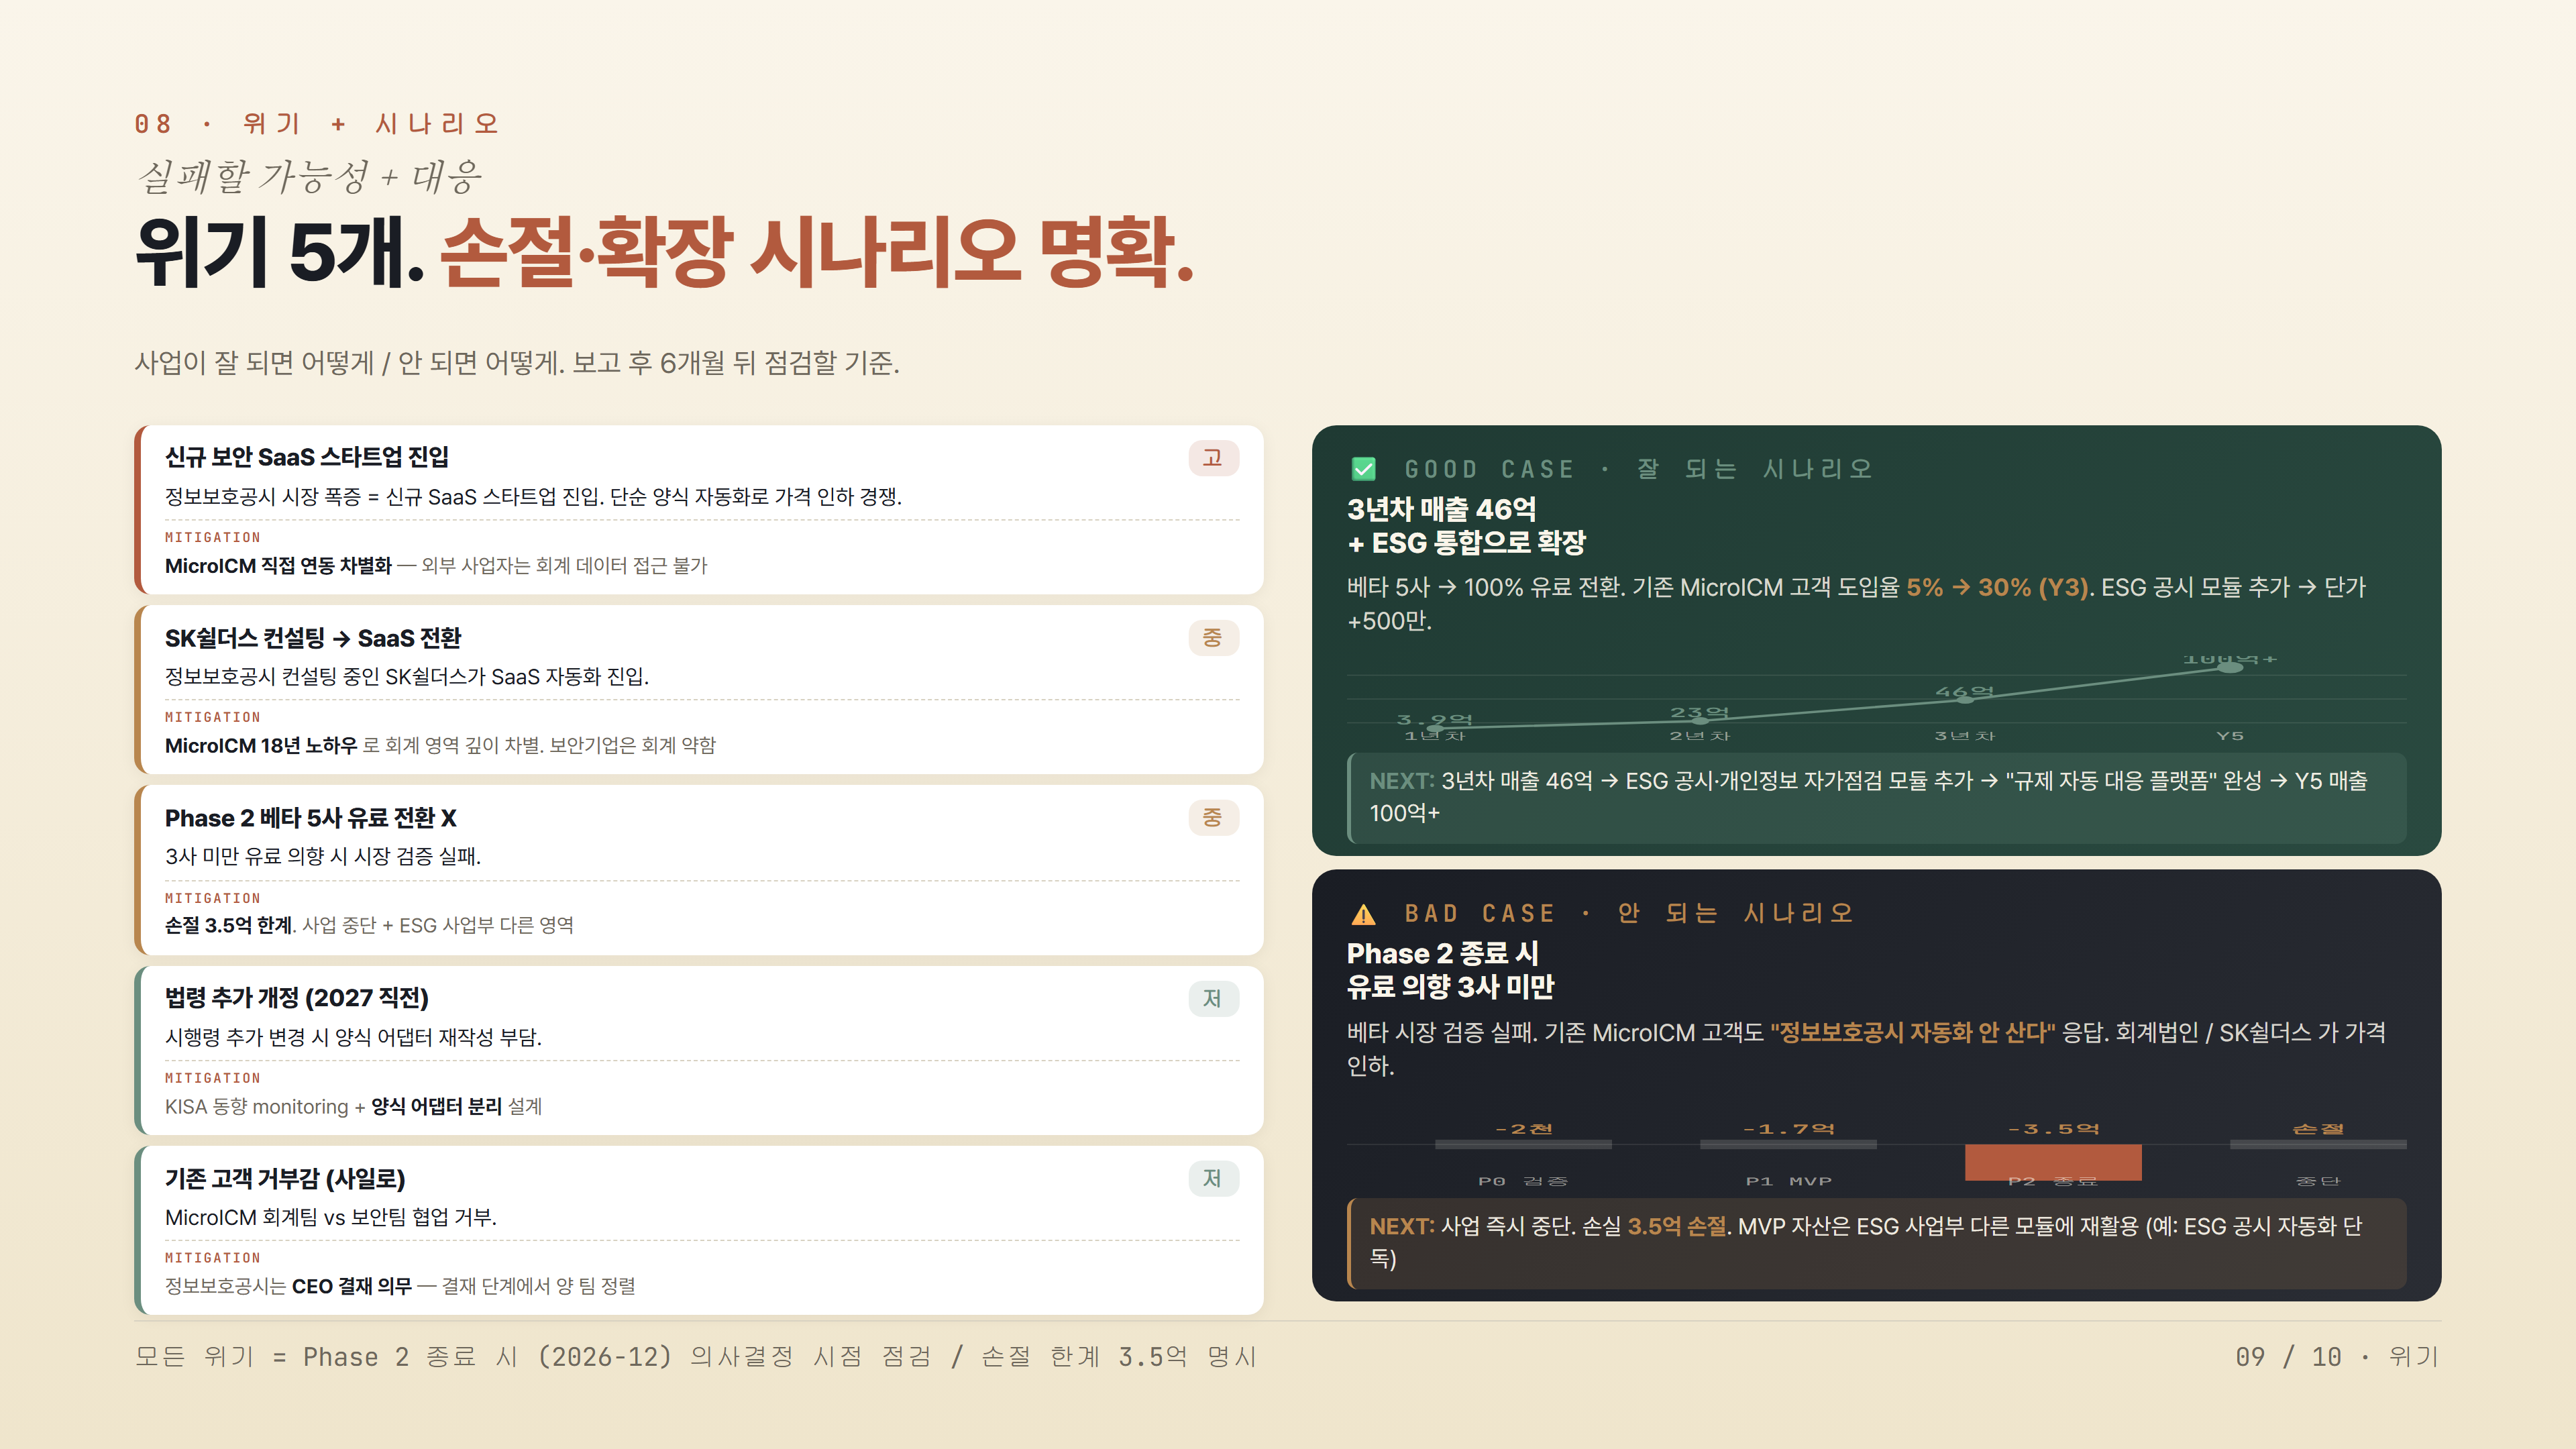 08 · 위기 + 시나리오
실패할 가능성 + 대응
위기 5개. 손절·확장 시나리오 명확.
사업이 잘 되면 어떻게 / 안 되면 어떻게. 보고 후 6개월 뒤 점검할 기준.
신규 보안 SaaS 스타트업 진입
고
정보보호공시 시장 폭증 = 신규 SaaS 스타트업 진입. 단순 양식 자동화로 가격 인하 경쟁.
MITIGATION
MicroICM 직접 연동 차별화 — 외부 사업자는 회계 데이터 접근 불가
SK쉴더스 컨설팅 → SaaS 전환
중
정보보호공시 컨설팅 중인 SK쉴더스가 SaaS 자동화 진입.
MITIGATION
MicroICM 18년 노하우 로 회계 영역 깊이 차별. 보안기업은 회계 약함
Phase 2 베타 5사 유료 전환 X
중
3사 미만 유료 의향 시 시장 검증 실패.
MITIGATION
손절 3.5억 한계. 사업 중단 + ESG 사업부 다른 영역
법령 추가 개정 (2027 직전)
저
시행령 추가 변경 시 양식 어댑터 재작성 부담.
MITIGATION
KISA 동향 monitoring + 양식 어댑터 분리 설계
기존 고객 거부감 (사일로)
저
MicroICM 회계팀 vs 보안팀 협업 거부.
MITIGATION
정보보호공시는 CEO 결재 의무 — 결재 단계에서 양 팀 정렬
✅ GOOD CASE · 잘 되는 시나리오
3년차 매출 46억
+ ESG 통합으로 확장
베타 5사 → 100% 유료 전환. 기존 MicroICM 고객 도입율 5% → 30% (Y3). ESG 공시 모듈 추가 → 단가
+500만.
3.9억 23억 46억 100억+
1년차 2년차 3년차 Y5
NEXT: 3년차 매출 46억 → ESG 공시·개인정보 자가점검 모듈 추가 → "규제 자동 대응 플랫폼" 완성 → Y5 매출
100억+
⚠️ BAD CASE · 안 되는 시나리오
Phase 2 종료 시
유료 의향 3사 미만
베타 시장 검증 실패. 기존 MicroICM 고객도 "정보보호공시 자동화 안 산다" 응답. 회계법인 / SK쉴더스 가 가격
인하.
-2천 -1.7억 -3.5억 손절
P0 검증 P1 MVP P2 종료 중단
NEXT: 사업 즉시 중단. 손실 3.5억 손절. MVP 자산은 ESG 사업부 다른 모듈에 재활용 (예: ESG 공시 자동화 단
독)
모든 위기 = Phase 2 종료 시 (2026-12) 의사결정 시점 점검 / 손절 한계 3.5억 명시
09 / 10 · 위기